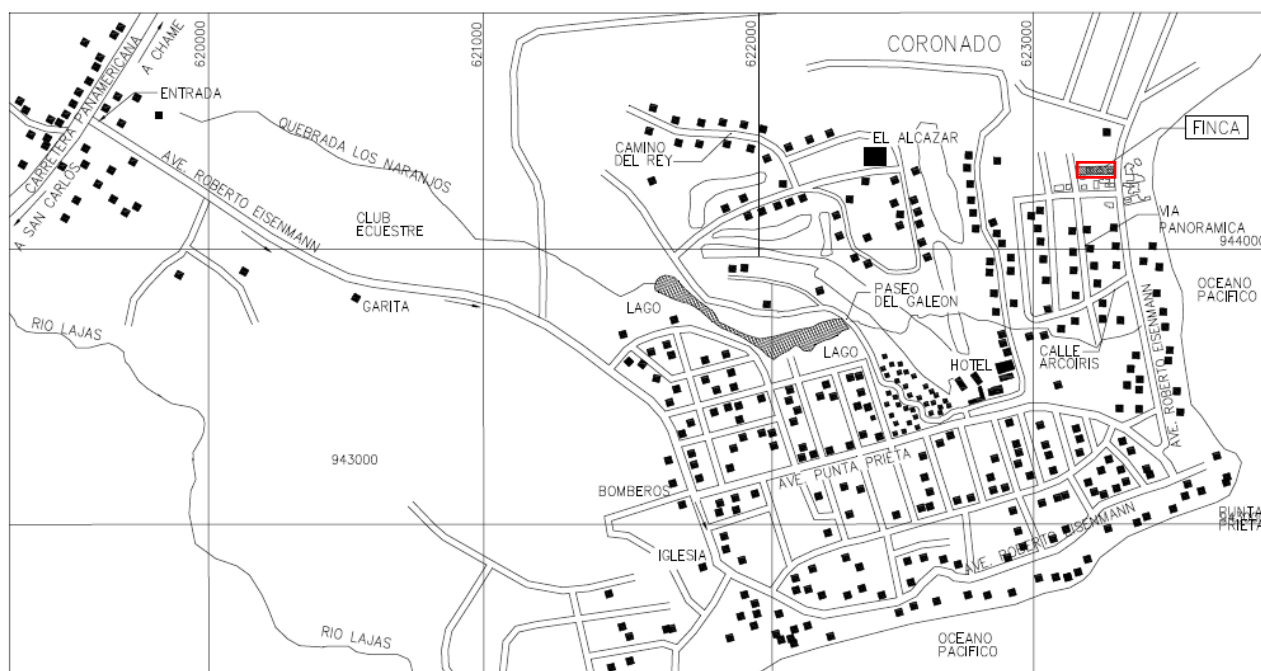 620000
621000
622000
623000
CORONADO
A CHAME
CARRETERA PANAMERICANA
ENTRADA
A SAN CARLOS
QUEBRADA LOS NARANJOS
AVE. ROBERTO EISENMANN
CAMINO
DEL REY
EL ALCAZAR
FINCA
VIA
PANORAMICA
944000
CLUB
ECUESTRE
OCEANO
PACIFICO
GARITA
LAGO
PASEO
DEL GALEON
RIO LAJAS
LAGO
HOTEL
CALLE
ARCOIRIS
AVE. ROBERTO EISENMANN
943000
AVE. PUNTA PRIETA
BOMBEROS
PUNTA
PRIETA
IGLESIA
AVE. ROBERTO EISENMANN
RIO LAJAS
OCEANO
PACIFICO